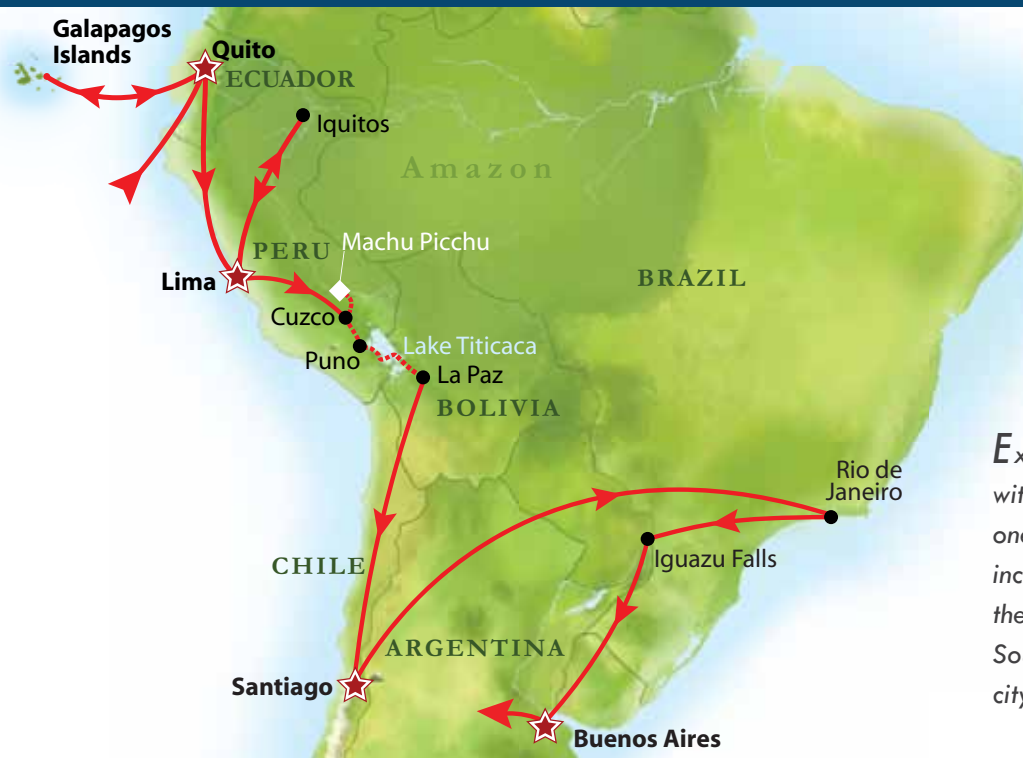 Galapagos
Islands
Quito
ECUADOR
Iquitos
Amazon
PERU
Machu Picchu
BRAZIL
Lima
Cuzco
Lake Titicaca
Puno
La Paz
BOLIVIA
Rio de
Janeiro
Iguazu Falls
CHILE
ARGENTINA
Santiago
Buenos Aires